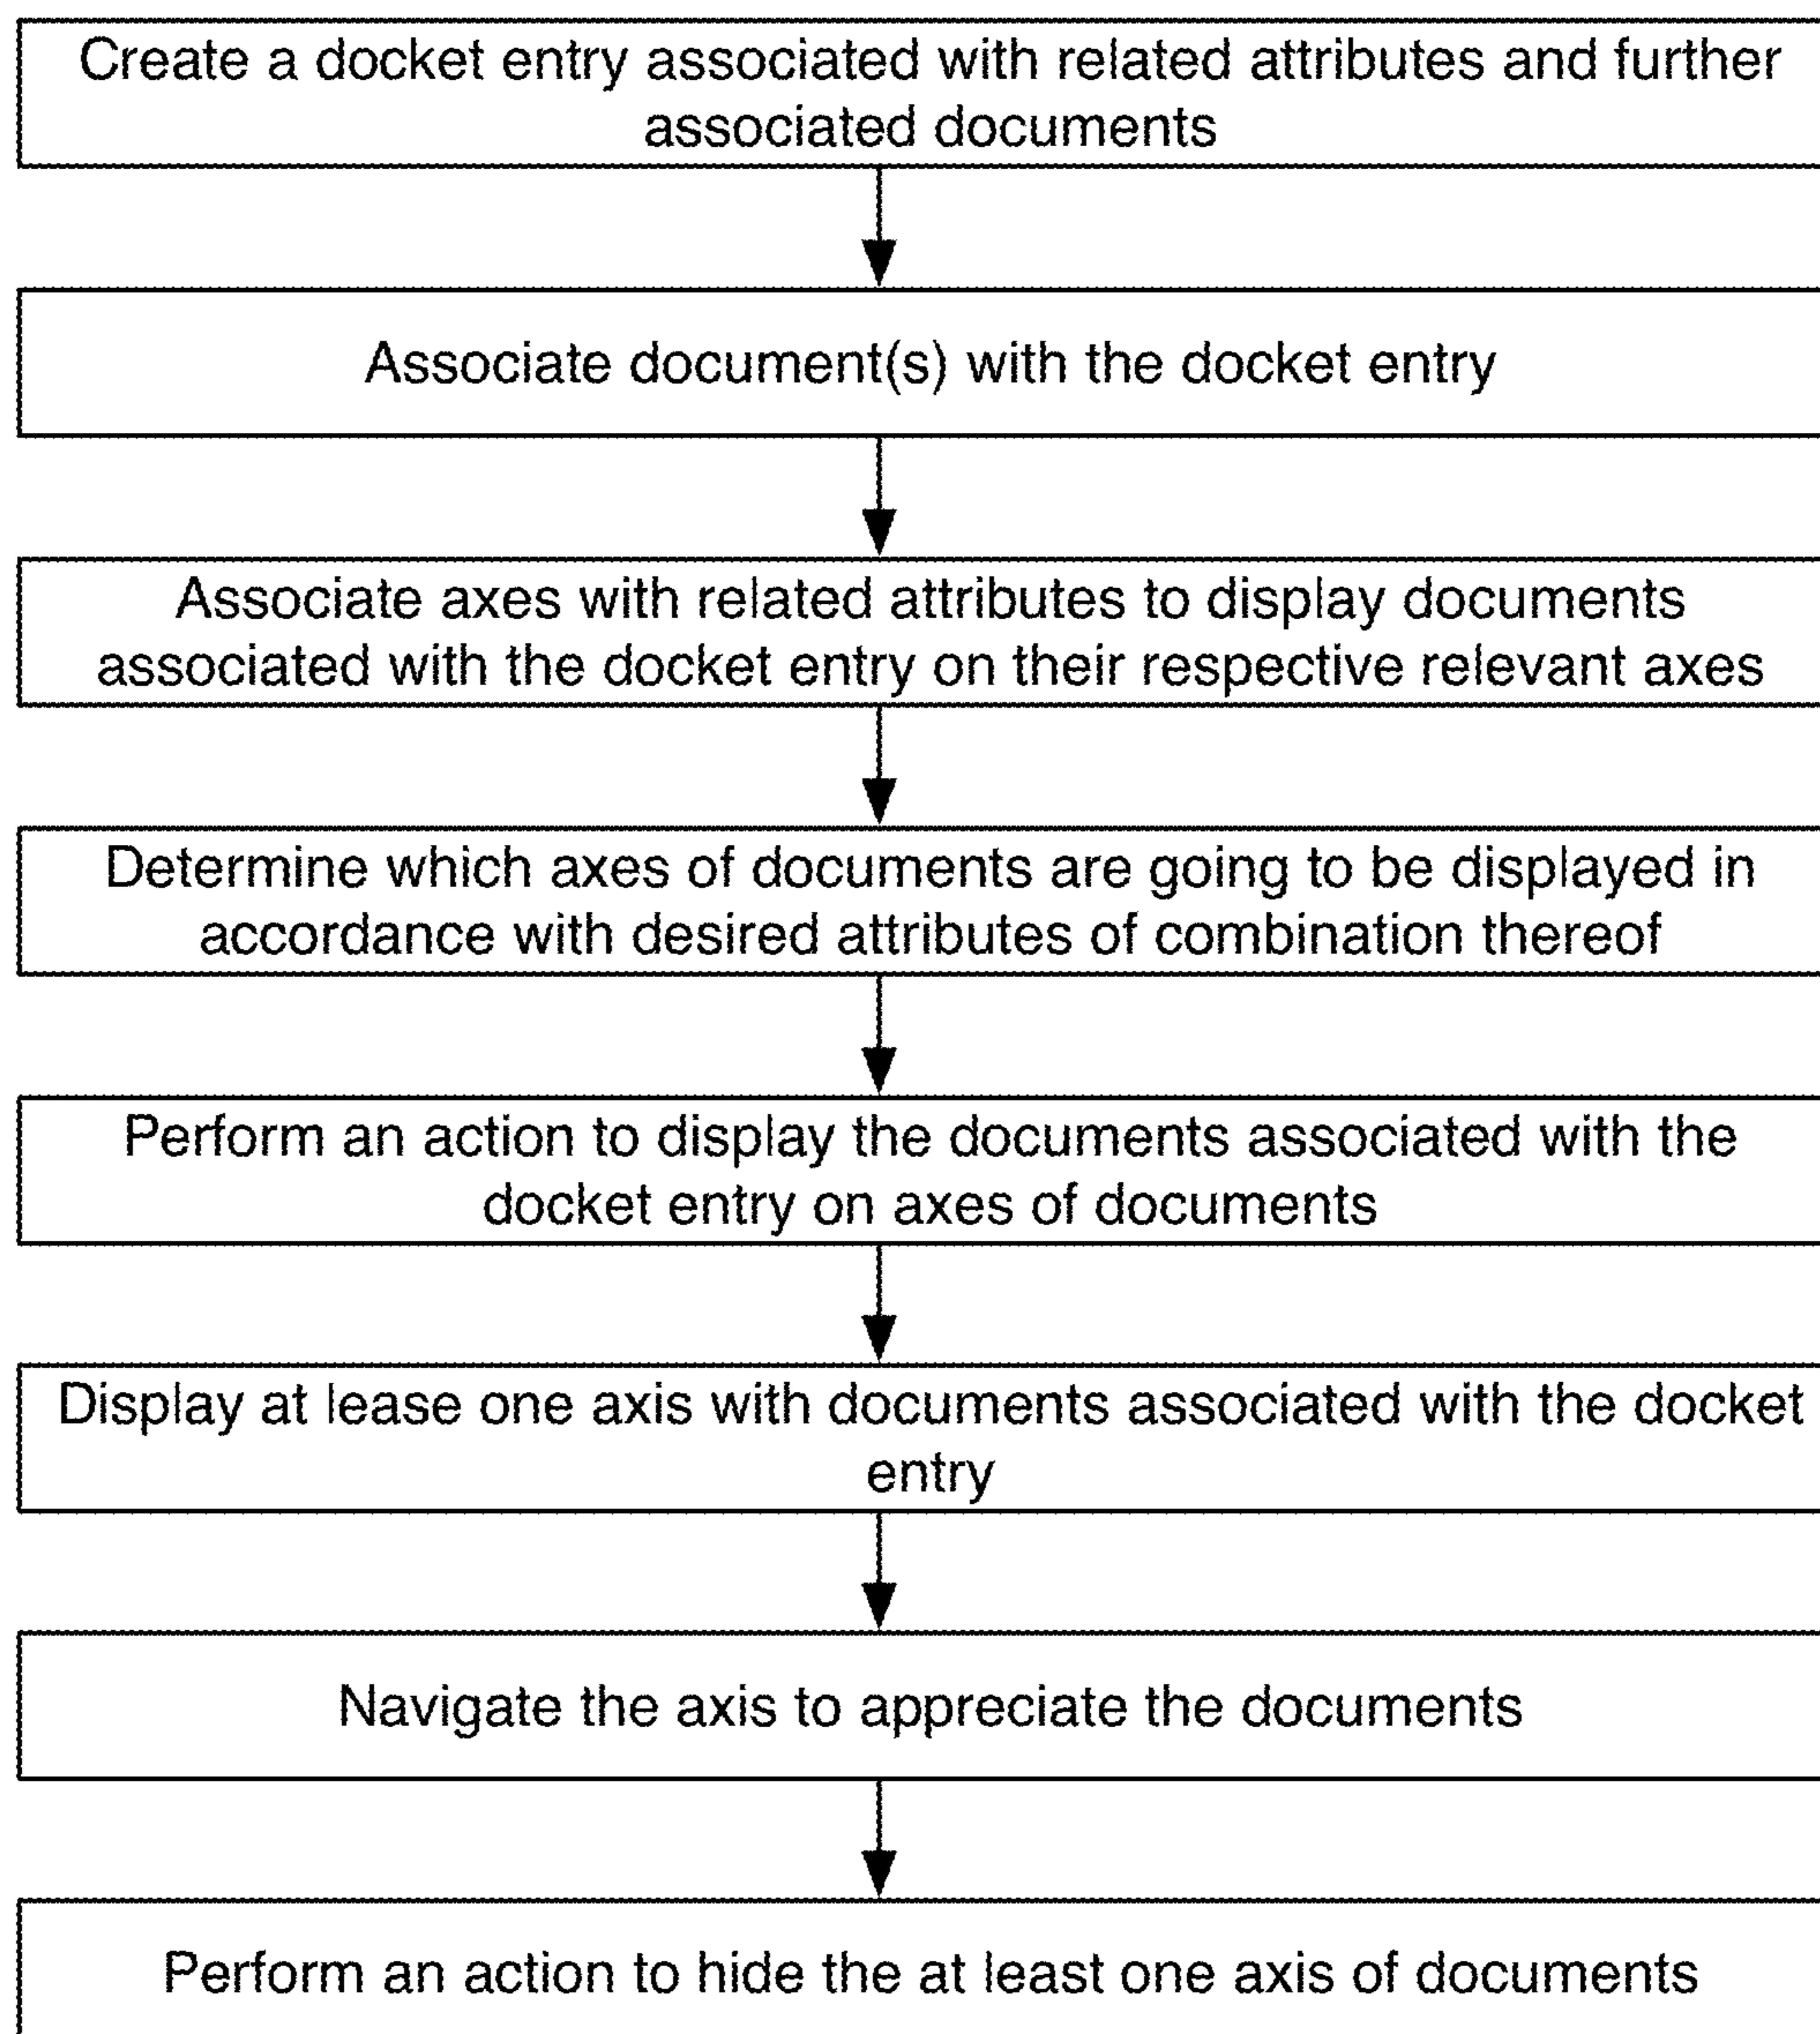 Create a docket entry associated with related attributes and further
associated documents
Associate document(s) with the docket entry
Associate axes with related attributes to display documents
associated with the docket entry on their respective relevant axes
Determine which axes of documents are going to be displayed in
accordance with desired attributes of combination thereof
Perform an action to display the documents associated with the
docket entry on axes of documents
Display at lease one axis with documents associated with the docket
entry
Navigate the axis to appreciate the documents
Perform an action to hide the at least one axis of documents